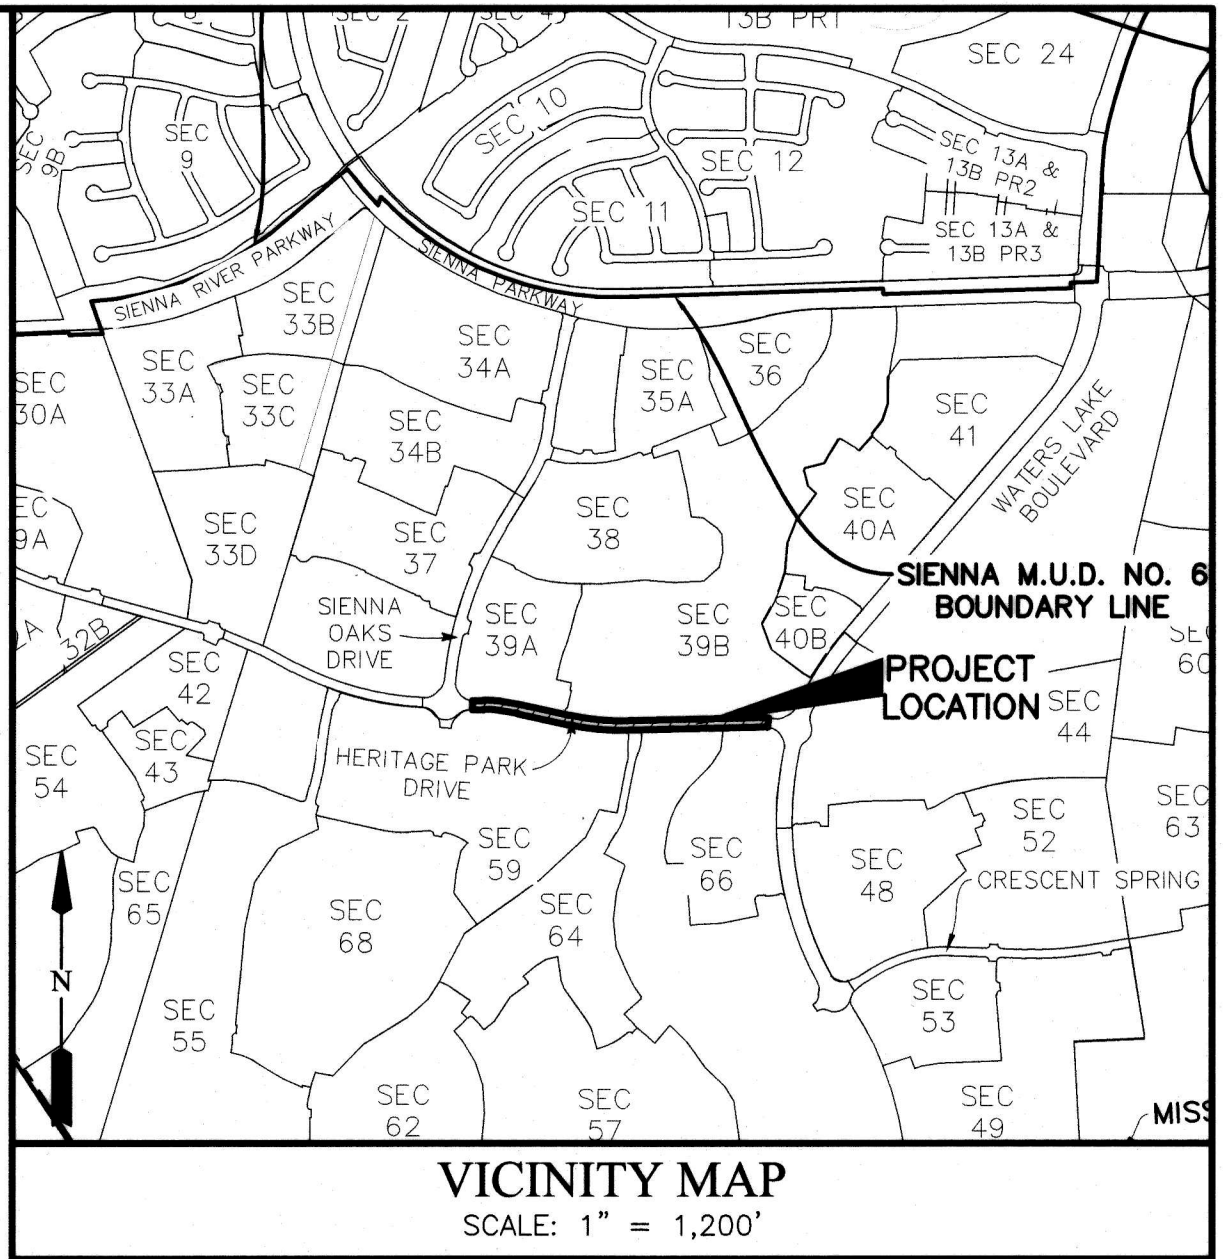 SEC 2
SEC 4
13B PR1
SEC 24
SEC
9B
SEC
9
SEC 10
SEC 12
SEC 11
SEC 13A &
13B PR2
SEC 13A &
13B PR3
SIENNA RIVER PARKWAY
SIENNA PARKWAY
SEC
33B
SEC
34A
SEC
33A
SEC
33C
SEC
35A
SEC
36
SEC
41
SEC
30A
SEC
34B
WATERS LAKE
BOULEVARD
SEC
38
SEC
40A
EC
9A
SEC
33D
SEC
37
SIENNA M.U.D. NO. 6
BOUNDARY LINE
SIENNA
OAKS
DRIVE
SEC
39A
SEC
39B
SEC
40B
32B
SEC
42
PROJECT
LOCATION
SEC
60
SEC
44
SEC
43
SEC
54
HERITAGE PARK
DRIVE
SEC
59
SEC
66
SEC
48
SEC
52
SEC
63
CRESCENT SPRING
SEC
65
SEC
68
SEC
64
N
SEC
55
SEC
53
SEC
62
SEC
57
SEC
49
MISS
VICINITY MAP
SCALE: 1" = 1,200'